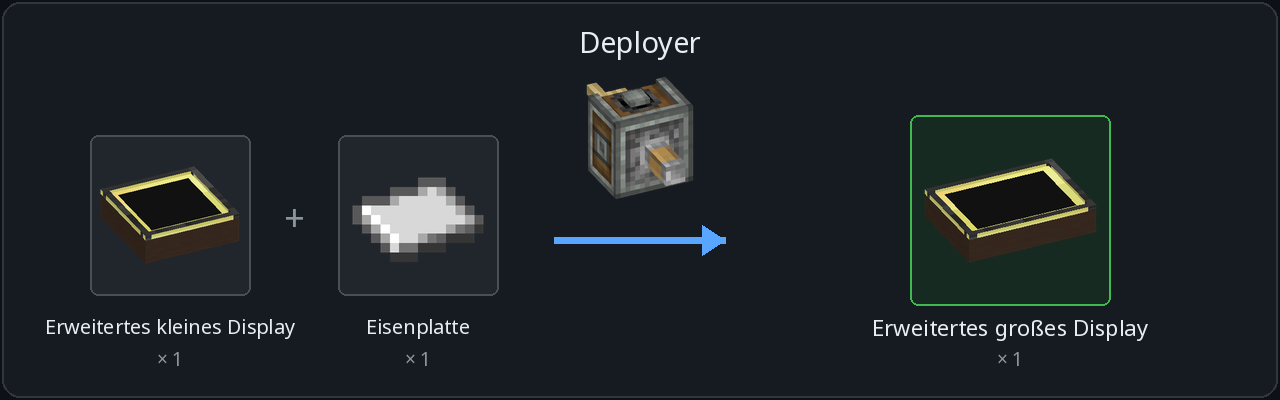 Deployer
+
Erweitertes kleines Display
× 1
Eisenplatte
× 1
Erweitertes großes Display
× 1